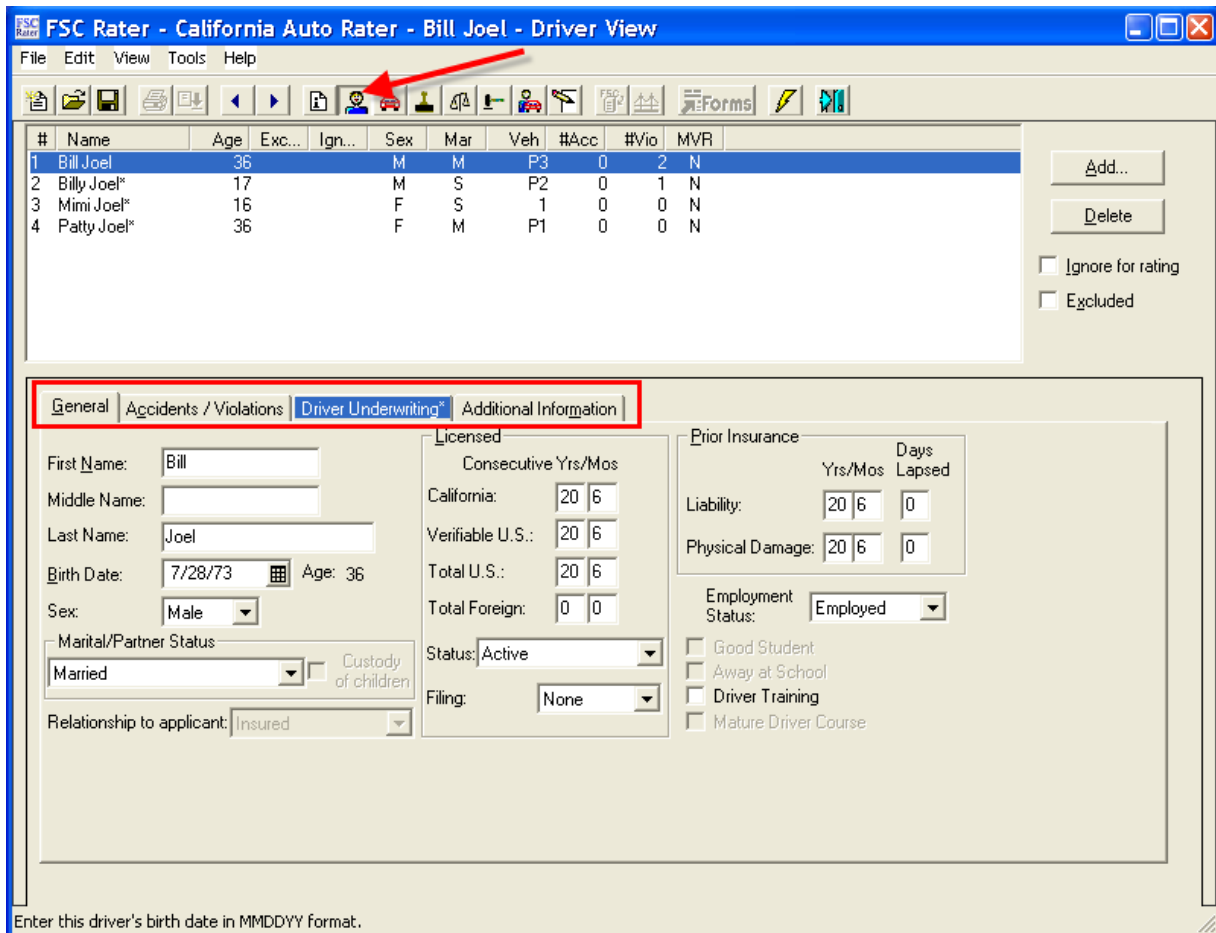 FSC Rater FSC Rater - California Auto Rater - Bill Joel - Driver View
File Edit View Tools Help
FSC Forms
# Name Age Exc... Ign... Sex Mar Veh #Acc #Vio MVR
1 Bill Joel 36 M M P3 0 2 N
2 Billy Joel* 17 M S P2 0 1 N
3 Mimi Joel* 16 F S 1 0 0 N
4 Patty Joel* 36 F M P1 0 0 N
Add...
Delete
Ignore for rating
Excluded
General Accidents / Violations Driver Underwriting* Additional Information
First Name: Bill
Middle Name:
Last Name: Joel
Birth Date: 7/28/73 Age: 36
Sex: Male
Marital/Partner Status
Married Custody of children
Relationship to applicant: Insured
Licensed
Consecutive Yrs/Mos
California: 20 6
Verifiable U.S.: 20 6
Total U.S.: 20 6
Total Foreign: 0 0
Status: Active
Filing: None
Prior Insurance
Yrs/Mos Days Lapsed
Liability: 20 6 0
Physical Damage: 20 6 0
Employment Status: Employed
Good Student
Away at School
Driver Training
Mature Driver Course
Enter this driver's birth date in MMDDYY format.